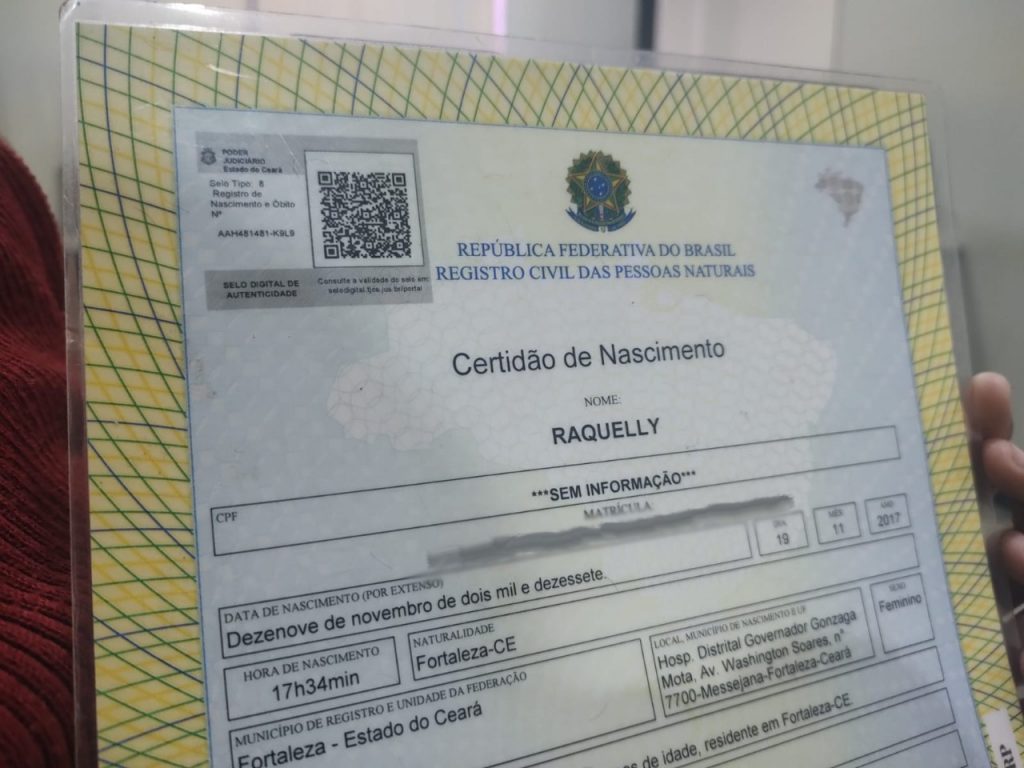 PODER
JUDICIÁRIO
Estado do Ceará
Selo Tipo: 8
Registro de
Nascimento e Óbito
Nº
AAH481481-K9L9
SELO DIGITAL DE
AUTENTICIDADE
Consulte a validade do selo em:
selodigital.tjce.jus.br/portal
REPÚBLICA FEDERATIVA DO BRASIL
REGISTRO CIVIL DAS PESSOAS NATURAIS
Certidão de Nascimento
NOME:
RAQUELLY
CPF
***SEM INFORMAÇÃO***
MATRÍCULA:
DATA DE NASCIMENTO (POR EXTENSO)
Dezenove de novembro de dois mil e dezessete.
DIA
19
MÊS
11
ANO
2017
HORA DE NASCIMENTO
17h34min
NATURALIDADE
Fortaleza-CE
LOCAL, MUNICÍPIO DE NASCIMENTO E UF
Hosp. Distrital Governador Gonzaga
Mota, Av. Washington Soares, nº
7700-Messejana-Fortaleza-Ceará
SEXO
Feminino
MUNICÍPIO DE REGISTRO E UNIDADE DA FEDERAÇÃO
Fortaleza - Estado do Ceará
de idade, residente em Fortaleza-CE.